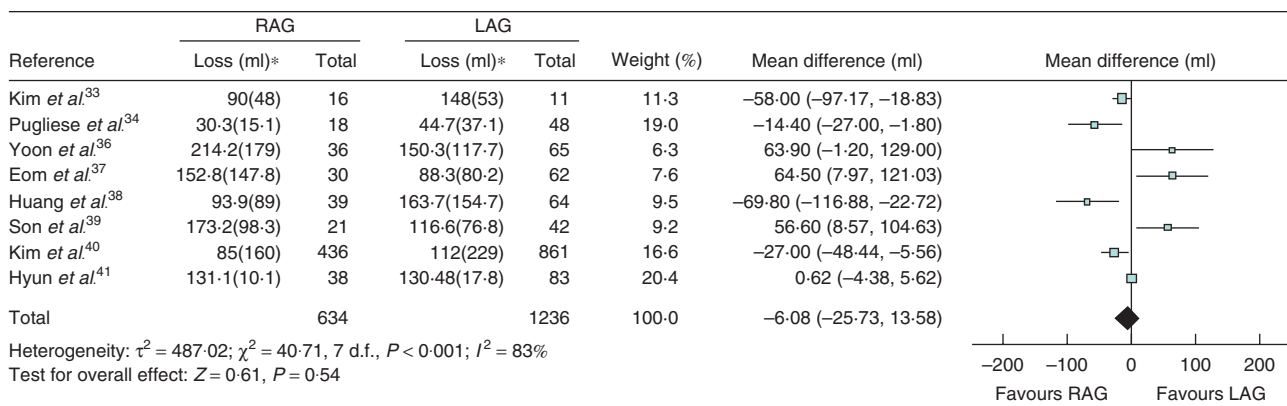 RAG LAG
Reference Loss (ml)* Total Loss (ml)* Total Weight (%) Mean difference (ml) Mean difference (ml)
Kim et al.33 90(48) 16 148(53) 11 11·3 –58·00 (–97·17, –18·83)
Pugliese et al.34 30·3(15·1) 18 44·7(37·1) 48 19·0 –14·40 (–27·00, –1·80)
Yoon et al.36 214·2(179) 36 150·3(117·7) 65 6·3 63·90 (–1·20, 129·00)
Eom et al.37 152·8(147·8) 30 88·3(80·2) 62 7·6 64·50 (7·97, 121·03)
Huang et al.38 93·9(89) 39 163·7(154·7) 64 9·5 –69·80 (–116·88, –22·72)
Son et al.39 173·2(98·3) 21 116·6(76·8) 42 9·2 56·60 (8·57, 104·63)
Kim et al.40 85(160) 436 112(229) 861 16·6 –27·00 (–48·44, –5·56)
Hyun et al.41 131·1(10·1) 38 130·48(17·8) 83 20·4 0·62 (–4·38, 5·62)
Total 634 1236 100·0 –6·08 (–25·73, 13·58)
Heterogeneity: τ² = 487·02; χ² = 40·71, 7 d.f., P < 0·001; I² = 83%
Test for overall effect: Z = 0·61, P = 0·54
–200 –100 0 100 200
Favours RAG Favours LAG